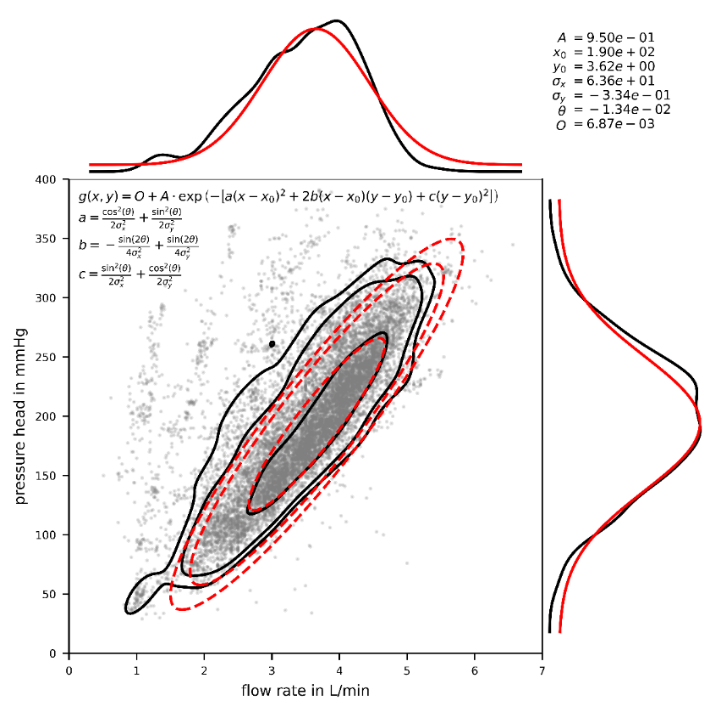 A = 9.50e − 01
x₀ = 1.90e + 02
y₀ = 3.62e + 00
σₓ = 6.36e + 01
σᵧ = −3.34e − 01
θ = −1.34e − 02
O = 6.87e − 03
g(x, y) = O + A · exp (−[a(x − x₀)² + 2b(x − x₀)(y − y₀) + c(y − y₀)²])
a = cos²(θ)/2σₓ² + sin²(θ)/2σᵧ²
b = − sin(2θ)/4σₓ² + sin(2θ)/4σᵧ²
c = sin²(θ)/2σₓ² + cos²(θ)/2σᵧ²
400
350
300
250
200
150
100
50
0
pressure head in mmHg
0 1 2 3 4 5 6 7
flow rate in L/min